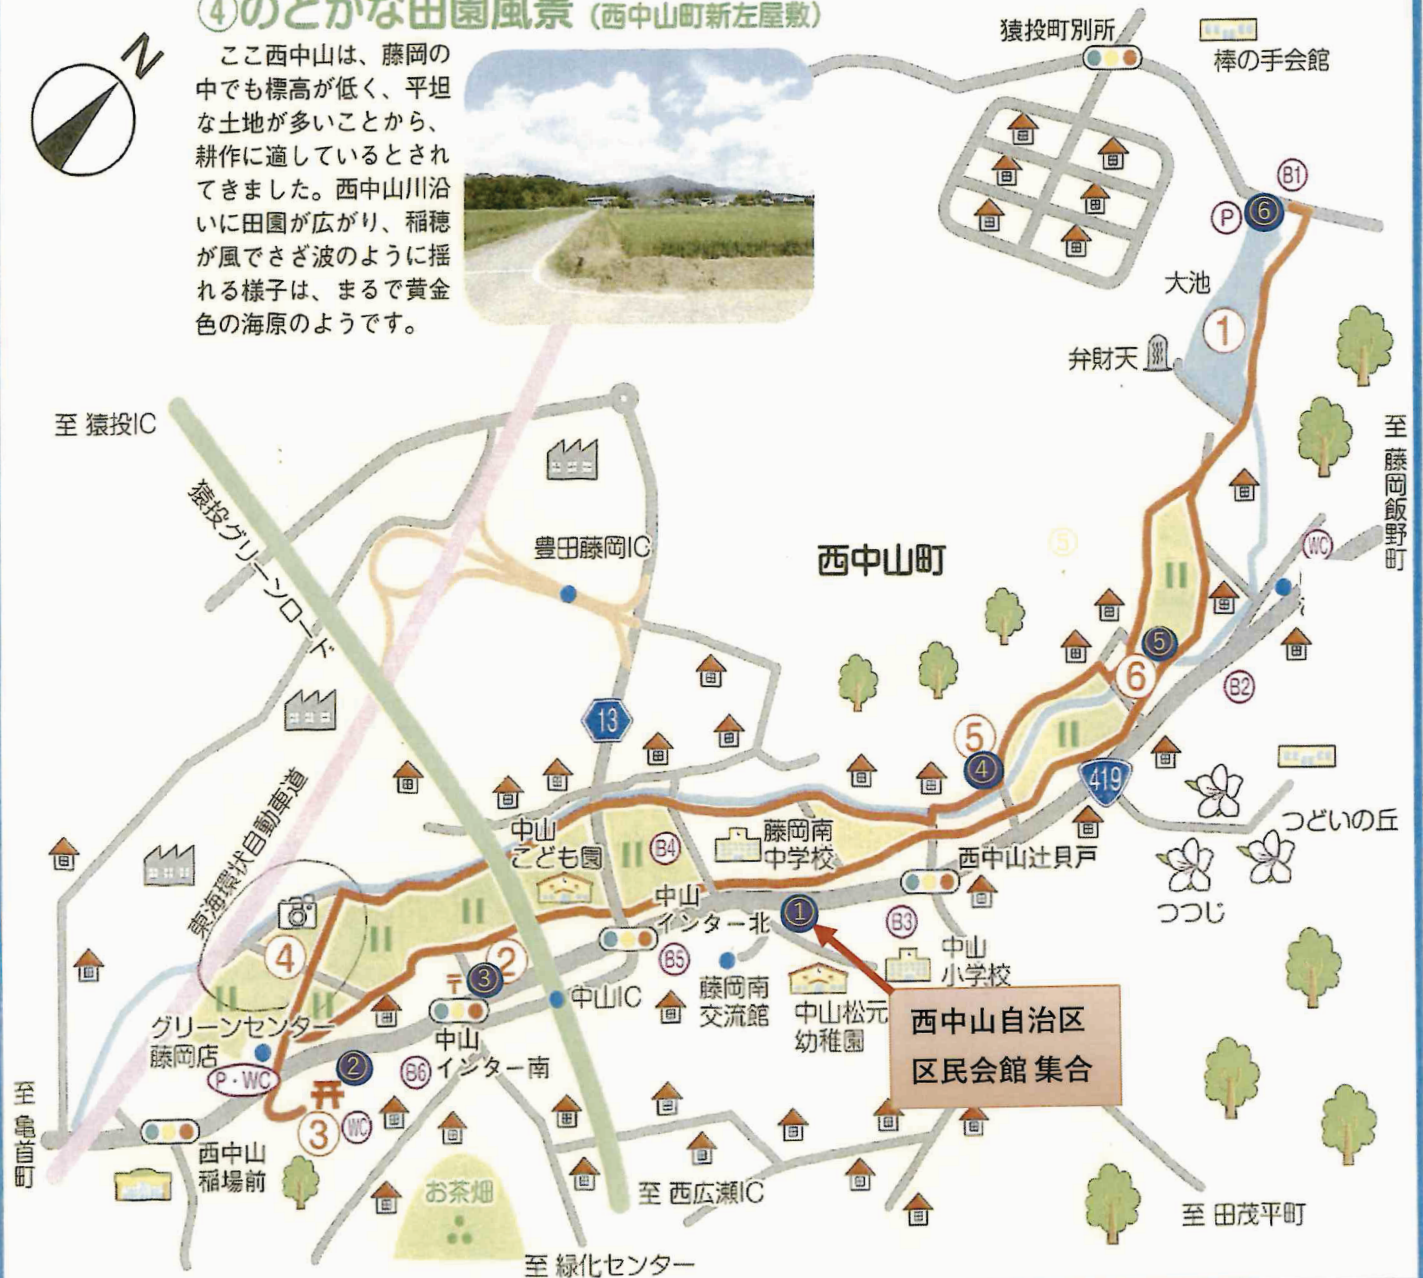 ④のどかな田園風景（西中山町新左屋敷）
ここ西中山は、藤岡の
中でも標高が低く、平坦
な土地が多いことから、
耕作に適しているとされ
てきました。西中山川沿
いに田園が広がり、稲穂
が風でさざ波のように揺
れる様子は、まるで黄金
色の海原のようです。
N
猿投町別所
棒の手会館
B1
P
⑥
大池
①
弁財天
至 藤岡飯野町
至 猿投IC
猿投グリーンロード
豊田藤岡IC
西中山町
⑤
WC
⑤
⑥
B2
13
⑤
④
419
つどいの丘
つつじ
東海環状自動車道
中山
こども園
B4
藤岡南
中学校
西中山辻貝戸
中山
インター北
①
B3
中山
小学校
④
②
③
〒
B5
中山IC
藤岡南
交流館
中山松元
幼稚園
西中山自治区
区民会館 集合
グリーンセンター
藤岡店
P・WC
②
B6
中山
インター南
③
WC
至 亀首町
西中山
稲場前
お茶畑
至 西広瀬IC
至 田茂平町
至 緑化センター